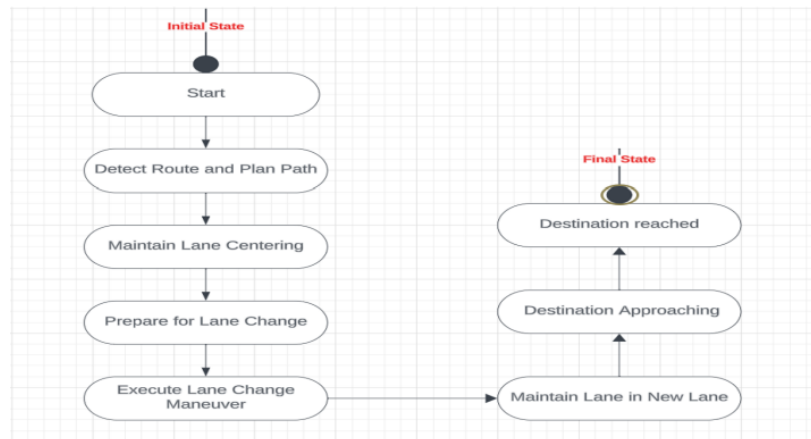 Initial State
Start
Detect Route and Plan Path
Maintain Lane Centering
Prepare for Lane Change
Execute Lane Change
Maneuver
Final State
Destination reached
Destination Approaching
Maintain Lane in New Lane